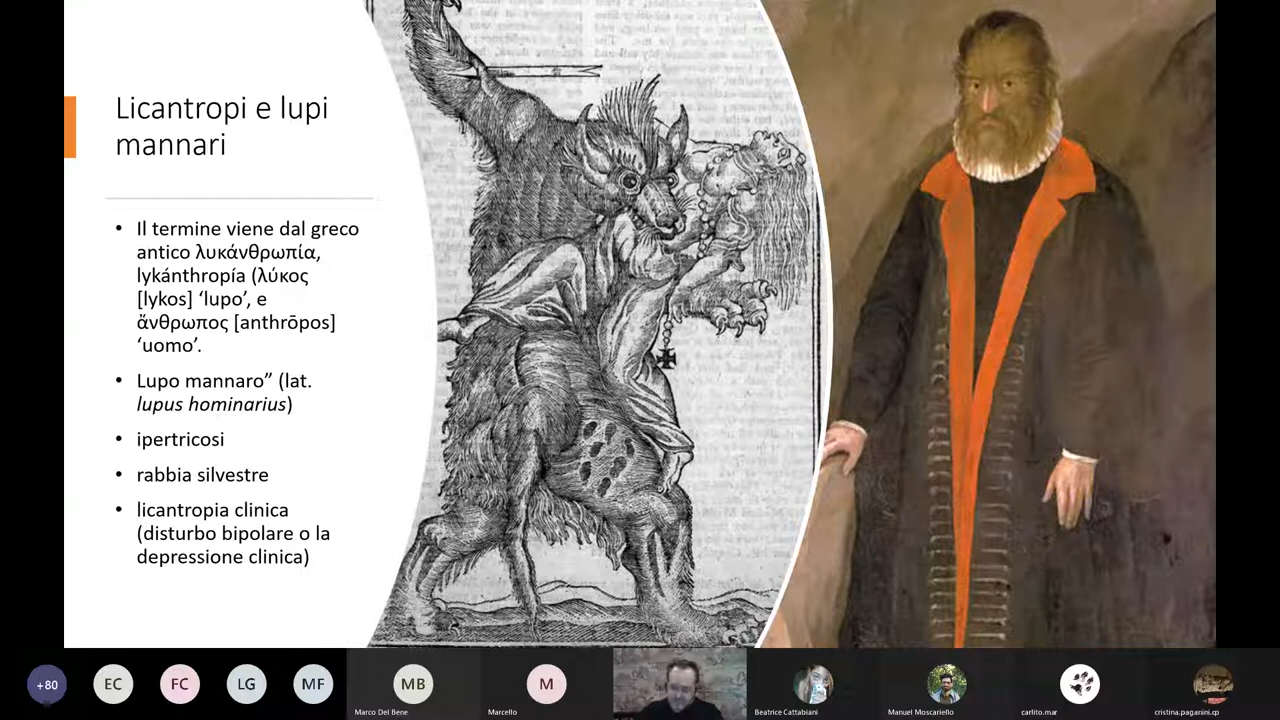 Licantropi e lupi
mannari
• Il termine viene dal greco
antico λυκάνθρωπία,
lykánthropía (λύκος
[lykos] ‘lupo’, e
ἄνθρωπος [anthrōpos]
‘uomo’.
• Lupo mannaro” (lat.
lupus hominarius)
• ipertricosi
• rabbia silvestre
• licantropia clinica
(disturbo bipolare o la
depressione clinica)
+80
EC
FC
LG
MF
MB
M
Marco Del Bene
Marcello
Beatrice Cattabiani
Manuel Moscariello
carlito.mar
cristina.paganini.cp